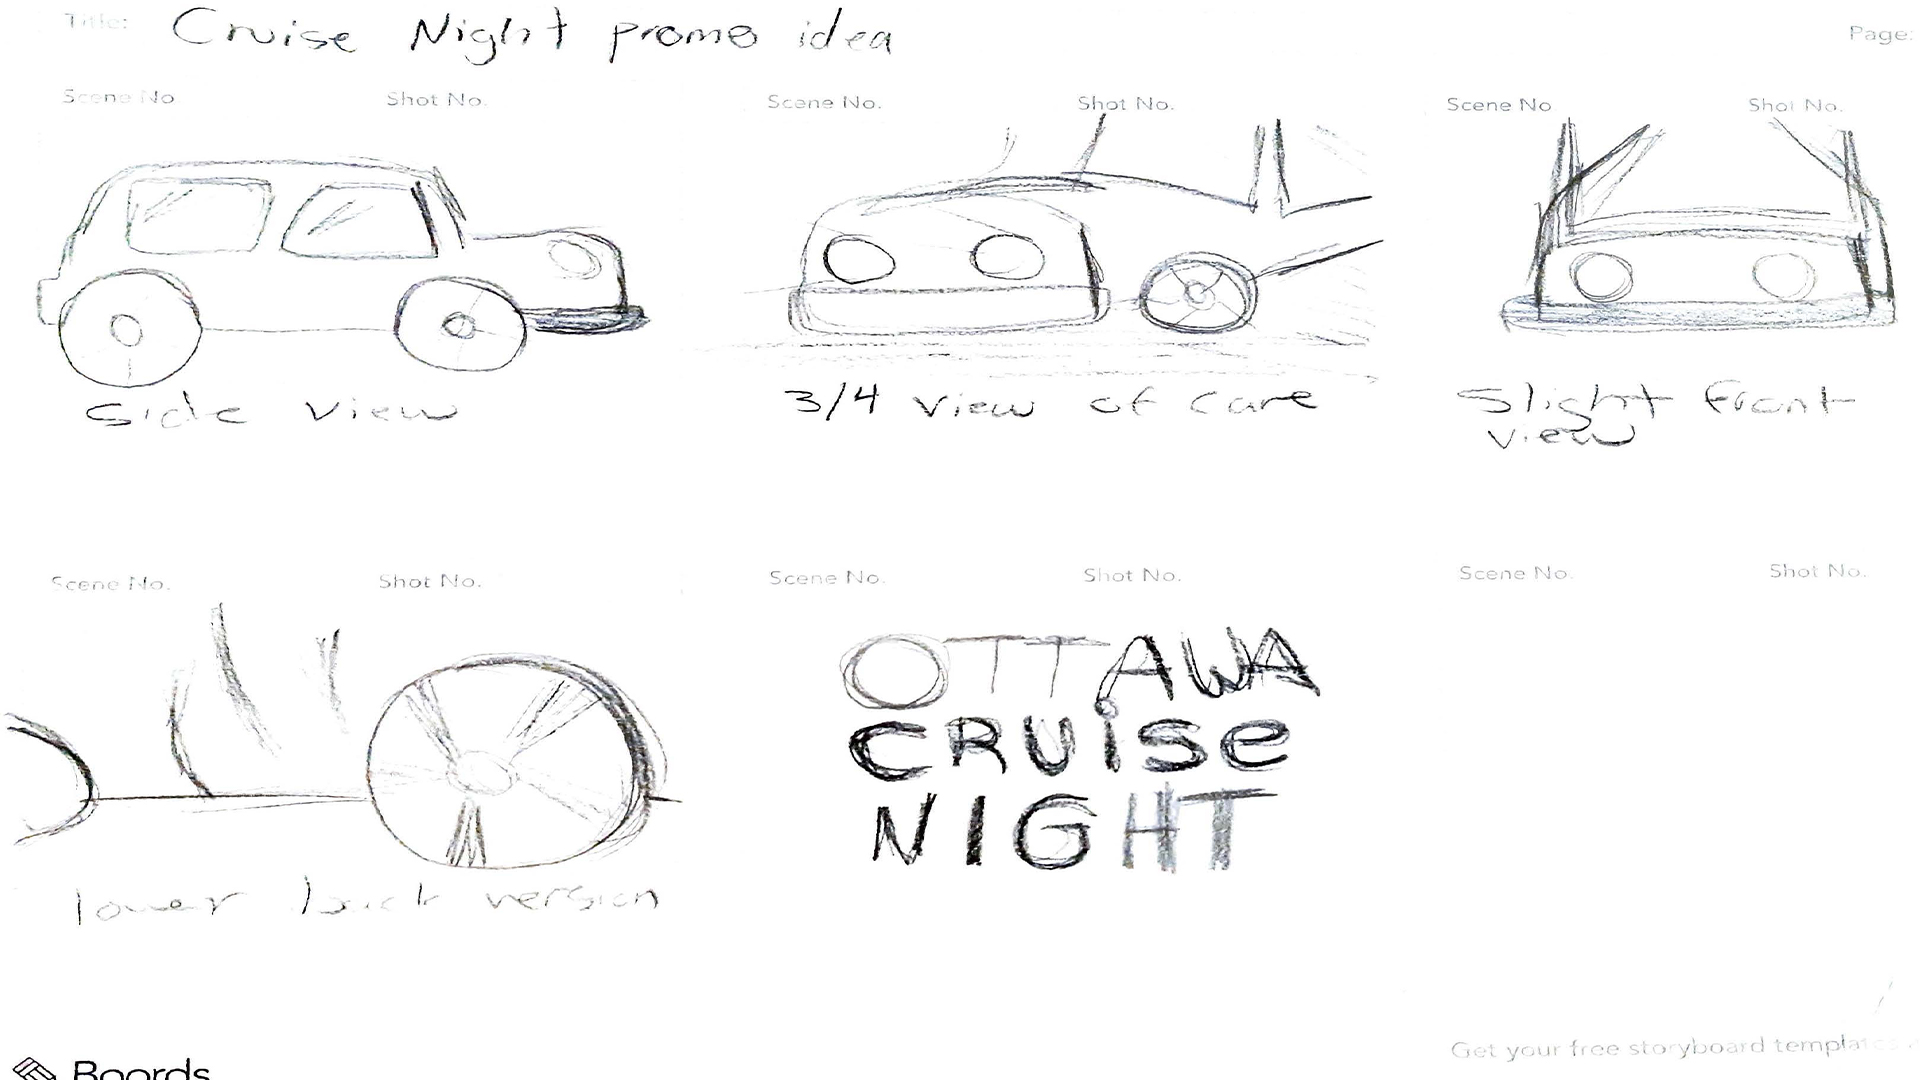 Title: Cruise Night promo idea
Page:
Scene No
Shot No.
Scene No.
Shot No.
Scene No
Shot No.
Side View
3/4 View of Care
Slight Front
View
Scene No.
Shot No.
Scene No.
Shot No.
Scene No.
Shot No.
OTTAWA
CRUiSe
NIGHT
lower back version
Get your free storyboard templates
Boords